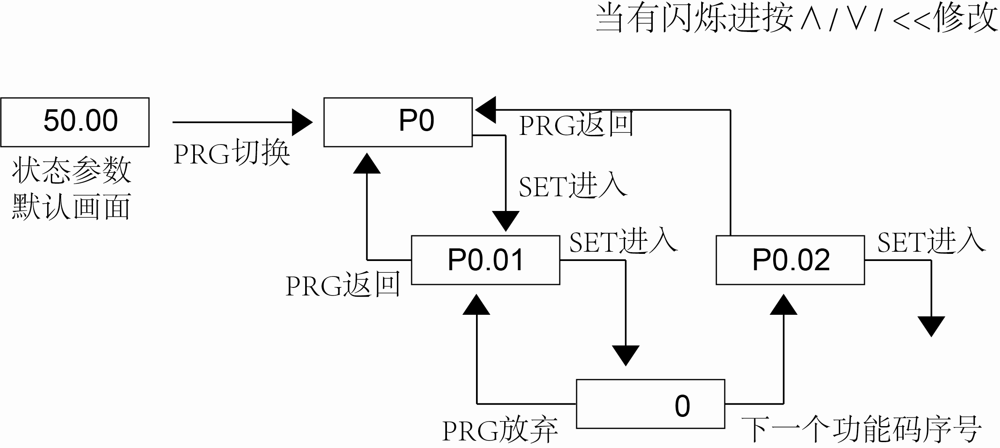 当有闪烁进按∧/∨/<<修改
50.00
P0
PRG返回
PRG切换
状态参数
默认画面
SET进入
P0.01
SET进入
P0.02
SET进入
PRG返回
0
PRG放弃
下一个功能码序号